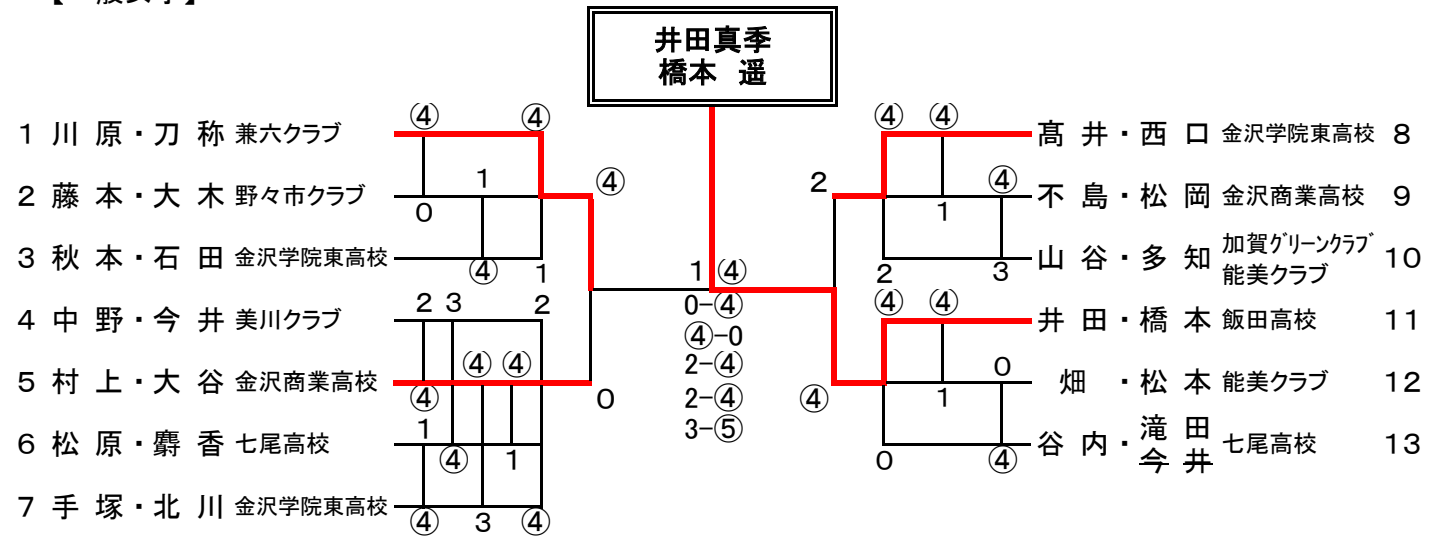 井田真季
橋本 遥
④ ④
1 川 原・刀 称 兼六クラブ
1 ④
2 藤 本・大 木 野々市クラブ
0
3 秋 本・石 田 金沢学院東高校
④ 1
2 3 2
4 中 野・今 井 美川クラブ
④ ④
5 村 上・大 谷 金沢商業高校
④ 0
1
6 松 原・麝 香 七尾高校
④ 1
7 手 塚・北 川 金沢学院東高校
④ 3 ④
1 ④
0-④
④-0
2-④
2-④
3-⑤
④ ④
髙 井・西 口 金沢学院東高校 8
2 ④
不 島・松 岡 金沢商業高校 9
1
山 谷・多 知 加賀グリーンクラブ 能美クラブ 10
2 3
④ ④
井 田・橋 本 飯田高校 11
0
畑 ・松 本 能美クラブ 12
④ 1
谷 内・滝 田 今 井 七尾高校 13
0 ④